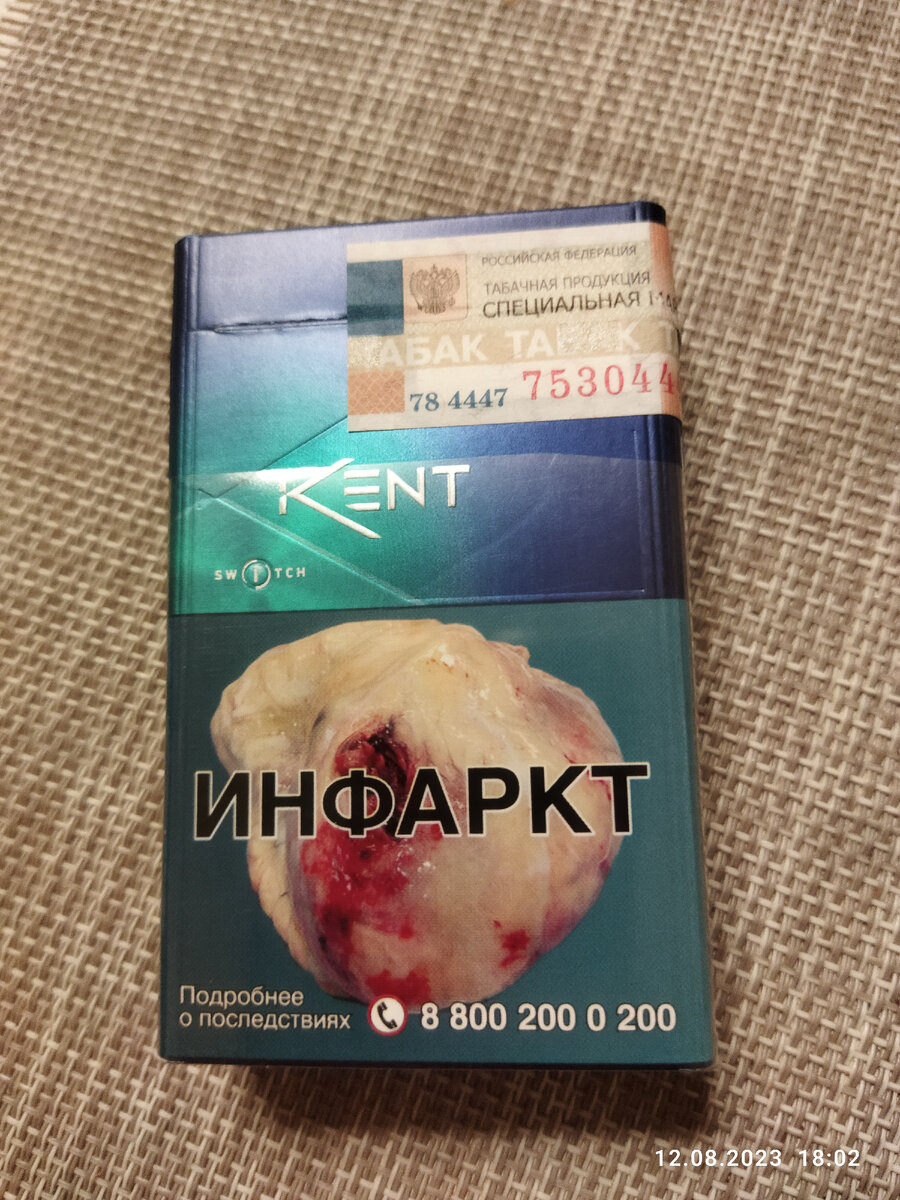 РОССИЙСКАЯ ФЕДЕРАЦИЯ
ТАБАЧНАЯ ПРОДУКЦИЯ
СПЕЦИАЛЬНАЯ
ТАБАК
78 4447 753044
KENT
SWITCH
ИНФАРКТ
Подробнее
о последствиях 8 800 200 0 200
12.08.2023 18:02